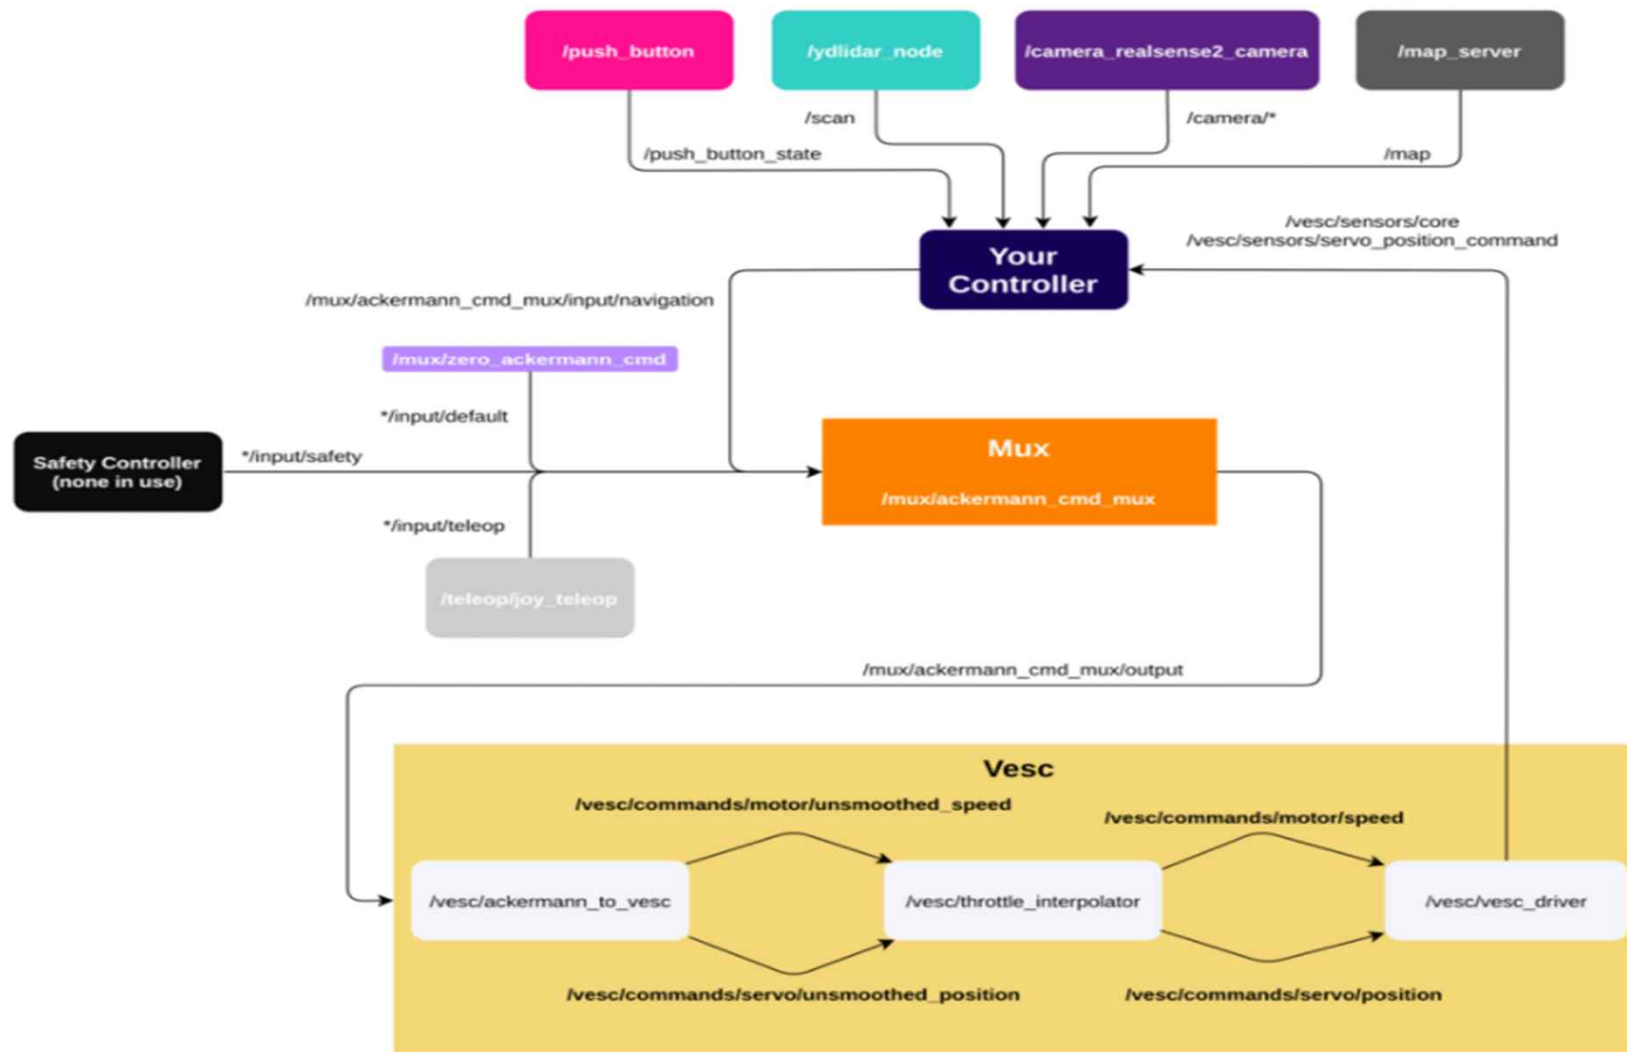 /push_button
/ydlidar_node
/camera_realsense2_camera
/map_server
/scan
/camera/*
/push_button_state
/map
/vesc/sensors/core
/vesc/sensors/servo_position_command
Your
Controller
/mux/ackermann_cmd_mux/input/navigation
/mux/zero_ackermann_cmd
*/input/default
Safety Controller
(none in use)
*/input/safety
Mux
/mux/ackermann_cmd_mux
*/input/teleop
/teleop/joy_teleop
/mux/ackermann_cmd_mux/output
Vesc
/vesc/commands/motor/unsmoothed_speed
/vesc/commands/motor/speed
/vesc/ackermann_to_vesc
/vesc/throttle_interpolator
/vesc/vesc_driver
/vesc/commands/servo/unsmoothed_position
/vesc/commands/servo/position